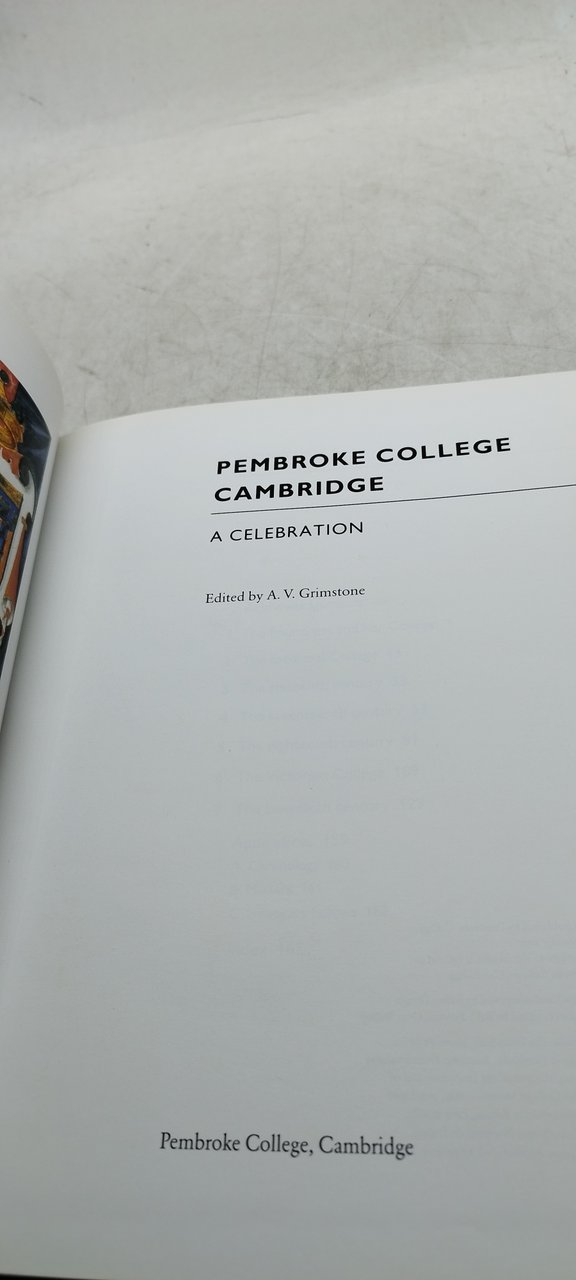 PEMBROKE COLLEGE
CAMBRIDGE
A CELEBRATION
Edited by A. V. Grimstone
Pembroke College, Cambridge